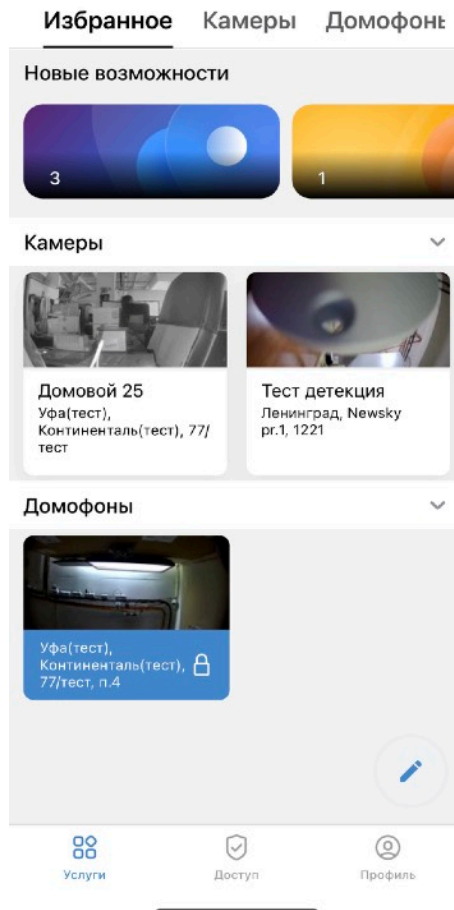 Избранное Камеры Домофоны
Новые возможности
3
1
Камеры
Домовой 25
Уфа(тест),
Континенталь(тест), 77/
тест
Тест детекция
Ленинград, Newsky
pr.1, 1221
Домофоны
Уфа(тест),
Континенталь(тест),
77/тест, п.4
Услуги
Доступ
Профиль